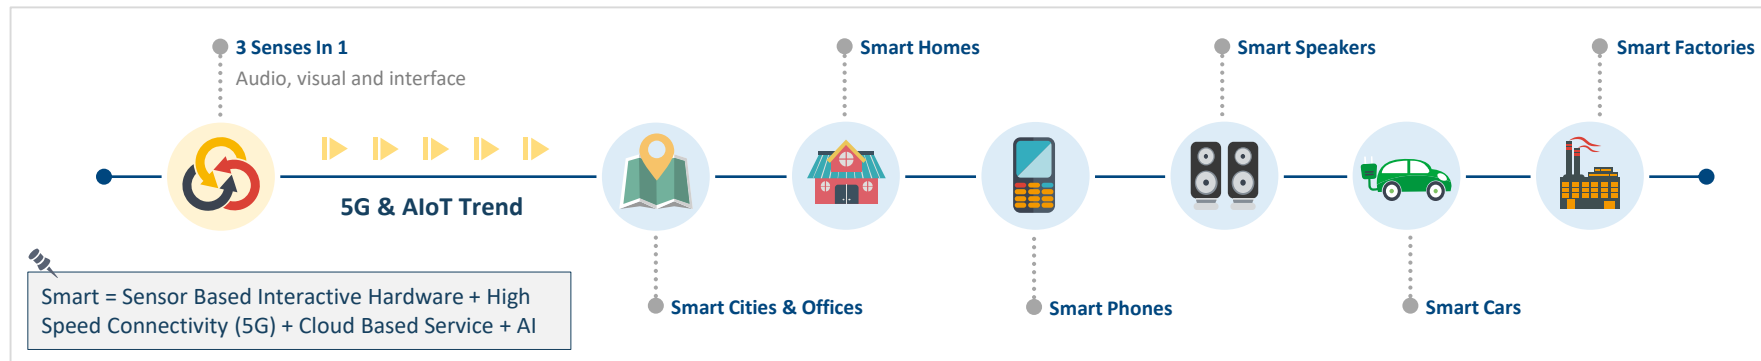 3 Senses In 1
Audio, visual and interface
5G & AIoT Trend
Smart = Sensor Based Interactive Hardware + High
Speed Connectivity (5G) + Cloud Based Service + AI
Smart Cities & Offices
Smart Homes
Smart Phones
Smart Speakers
Smart Cars
Smart Factories